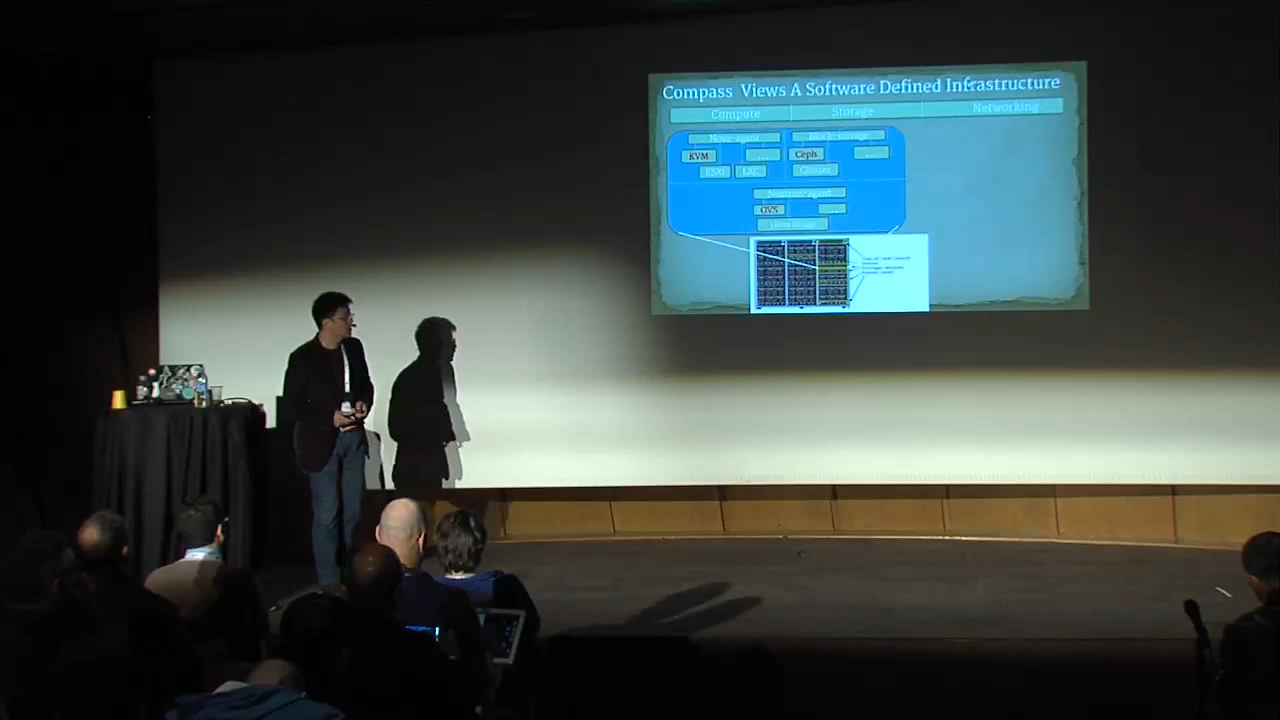 Compass Views A Software Defined Infrastructure
Compute Storage Networking
Nova-agent Block-storage
KVM ... Ceph ...
ESXi LXC Gluster
Neutron-agent
OVS ...